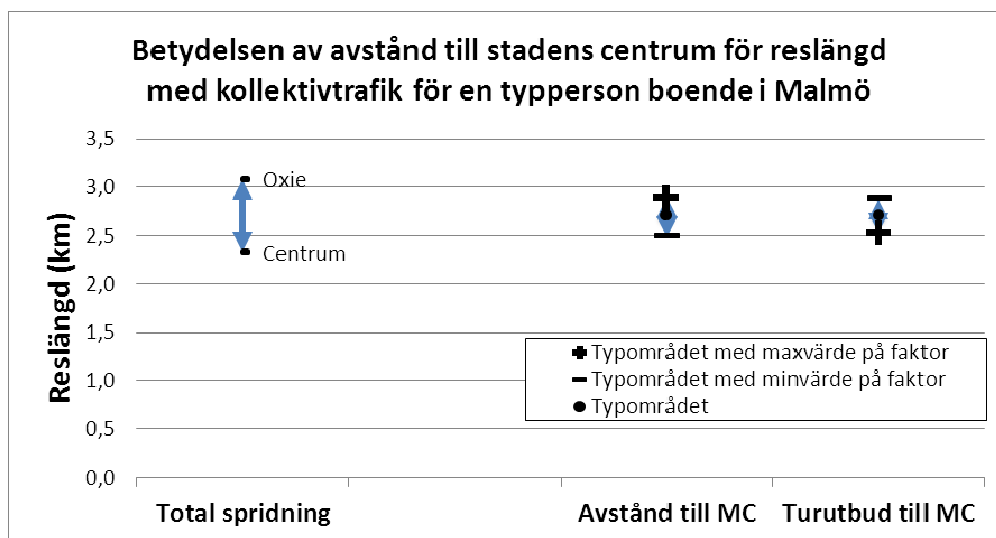 Betydelsen av avstånd till stadens centrum för reslängd
med kollektivtrafik för en typperson boende i Malmö
Reslängd (km)
3,5
3,0
2,5
2,0
1,5
1,0
0,5
0,0
Oxie
Centrum
Typområdet med maxvärde på faktor
Typområdet med minvärde på faktor
Typområdet
Total spridning
Avstånd till MC
Turutbud till MC